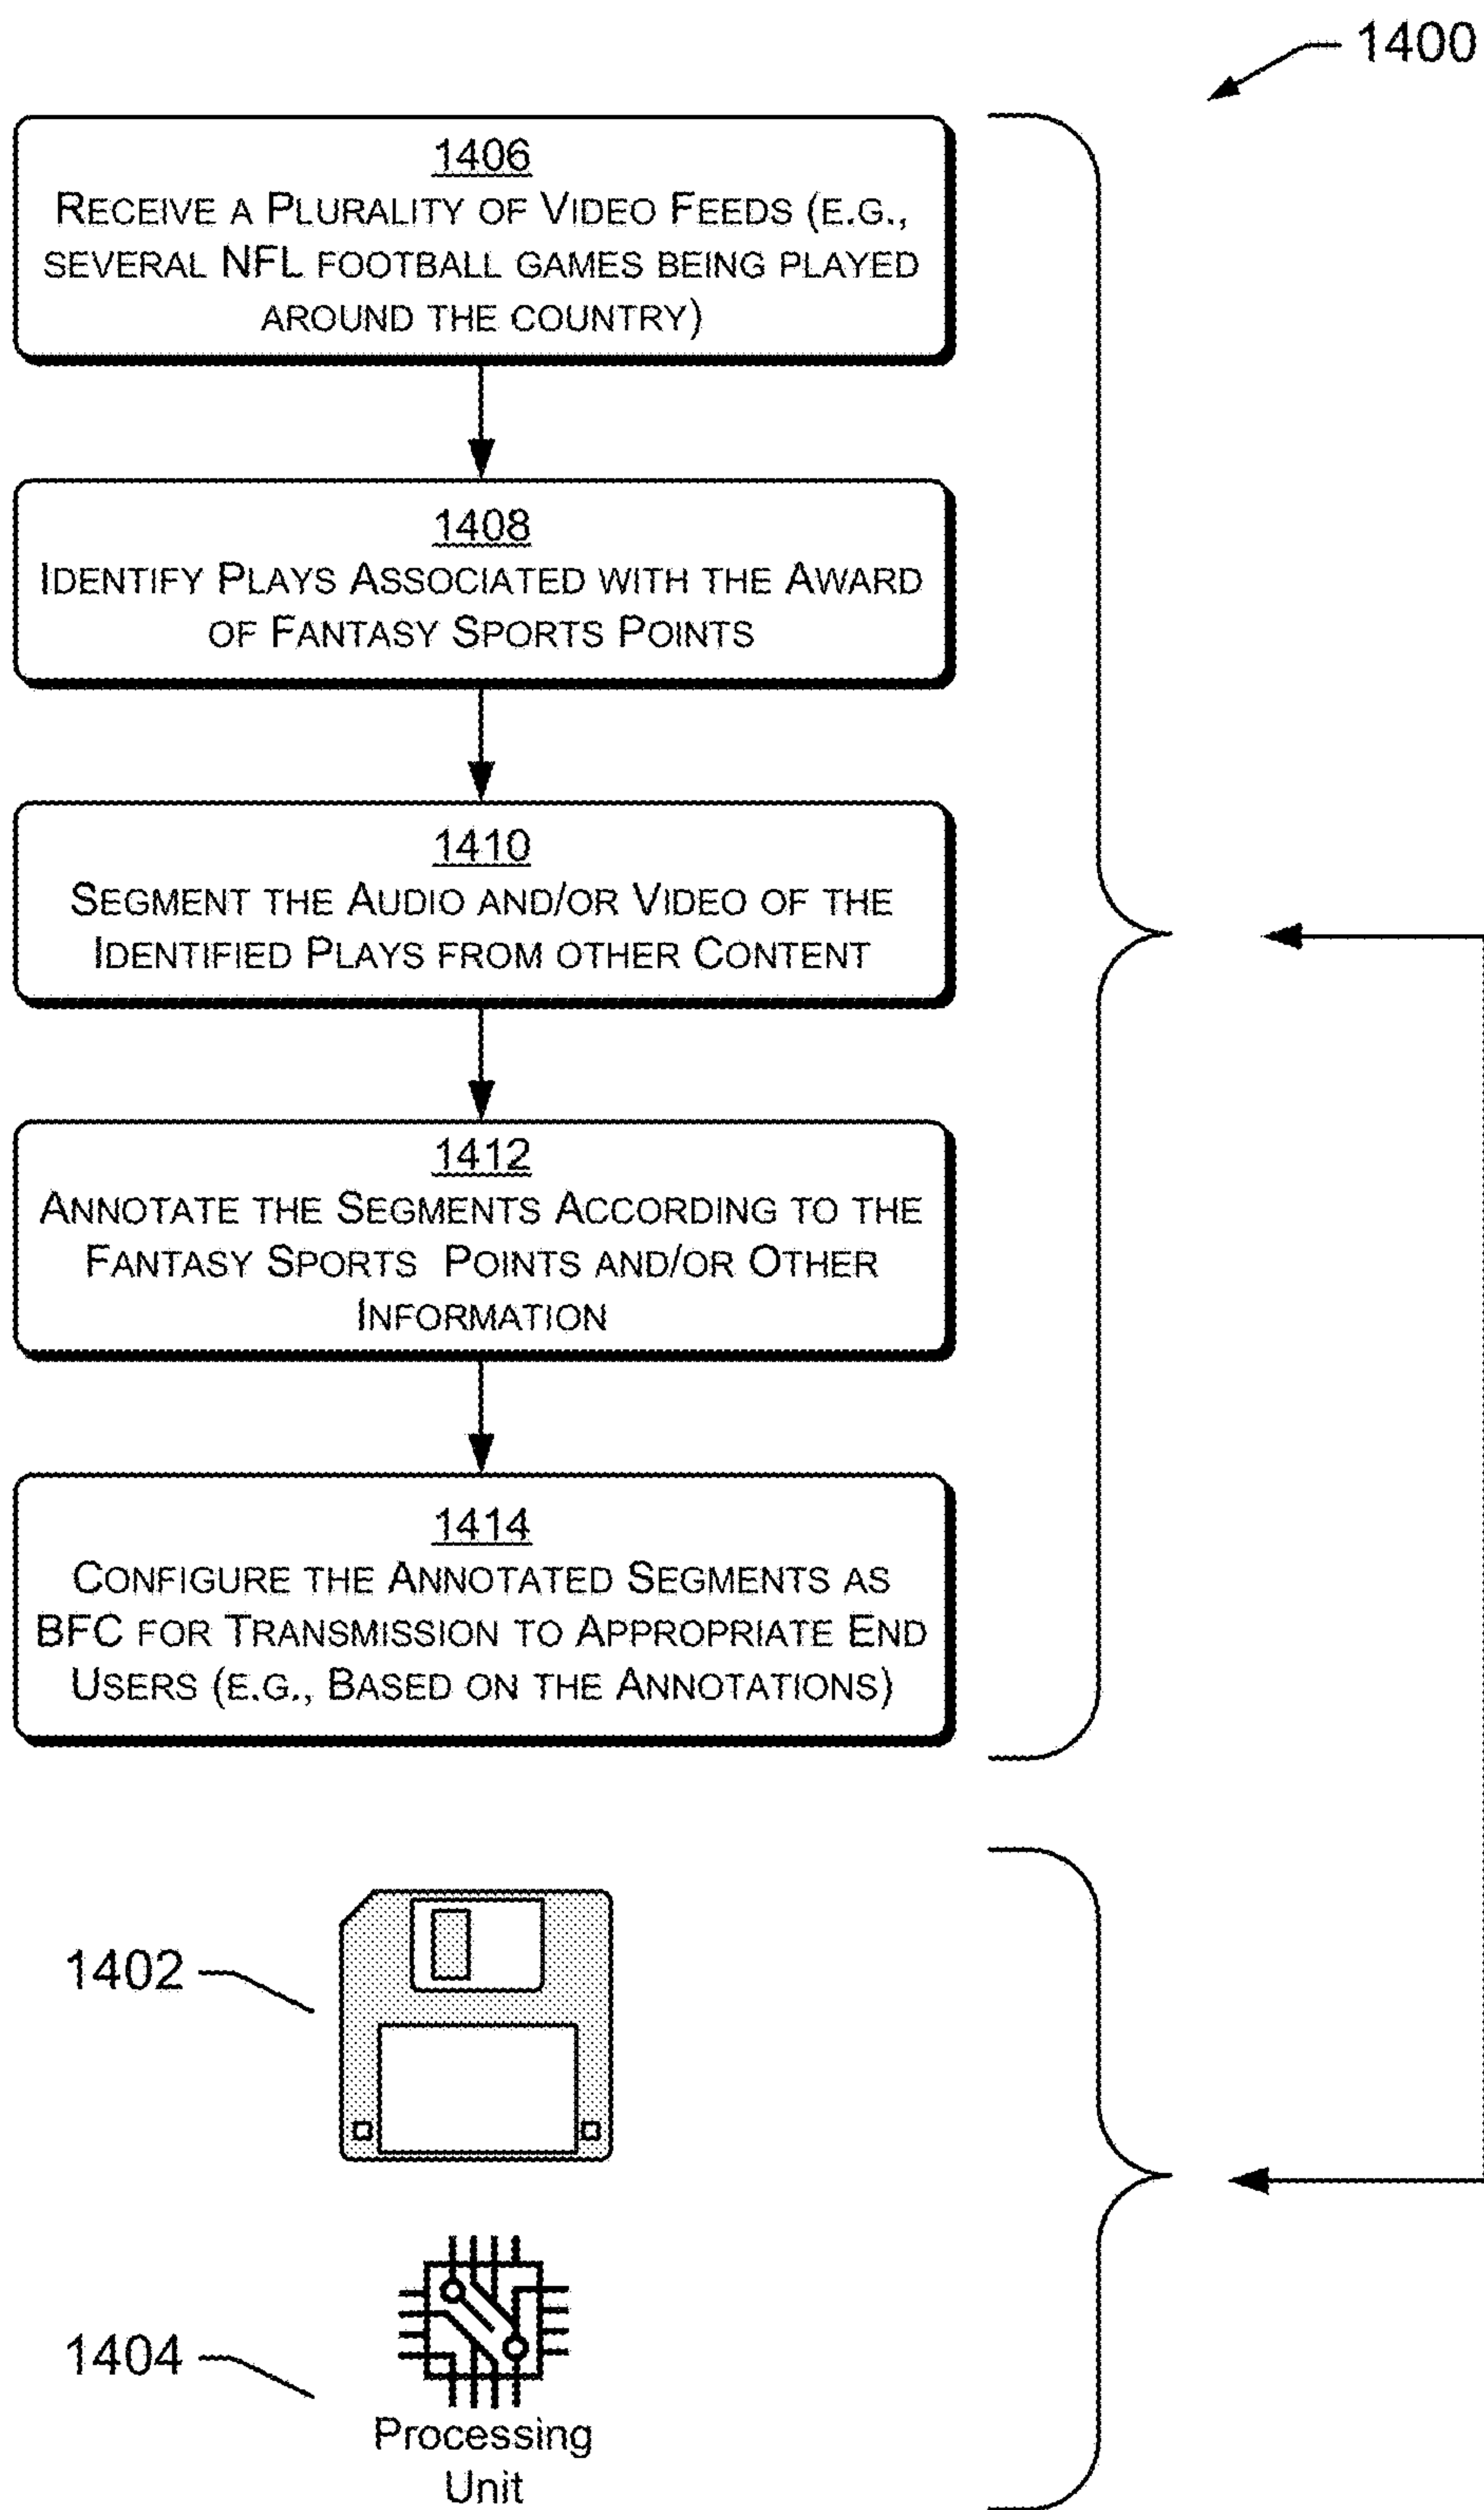 1400
1406
RECEIVE A PLURALITY OF VIDEO FEEDS (E.G.,
SEVERAL NFL FOOTBALL GAMES BEING PLAYED
AROUND THE COUNTRY)
1408
IDENTIFY PLAYS ASSOCIATED WITH THE AWARD
OF FANTASY SPORTS POINTS
1410
SEGMENT THE AUDIO AND/OR VIDEO OF THE
IDENTIFIED PLAYS FROM OTHER CONTENT
1412
ANNOTATE THE SEGMENTS ACCORDING TO THE
FANTASY SPORTS POINTS AND/OR OTHER
INFORMATION
1414
CONFIGURE THE ANNOTATED SEGMENTS AS
BFC FOR TRANSMISSION TO APPROPRIATE END
USERS (E.G., BASED ON THE ANNOTATIONS)
1402
1404
Processing
Unit